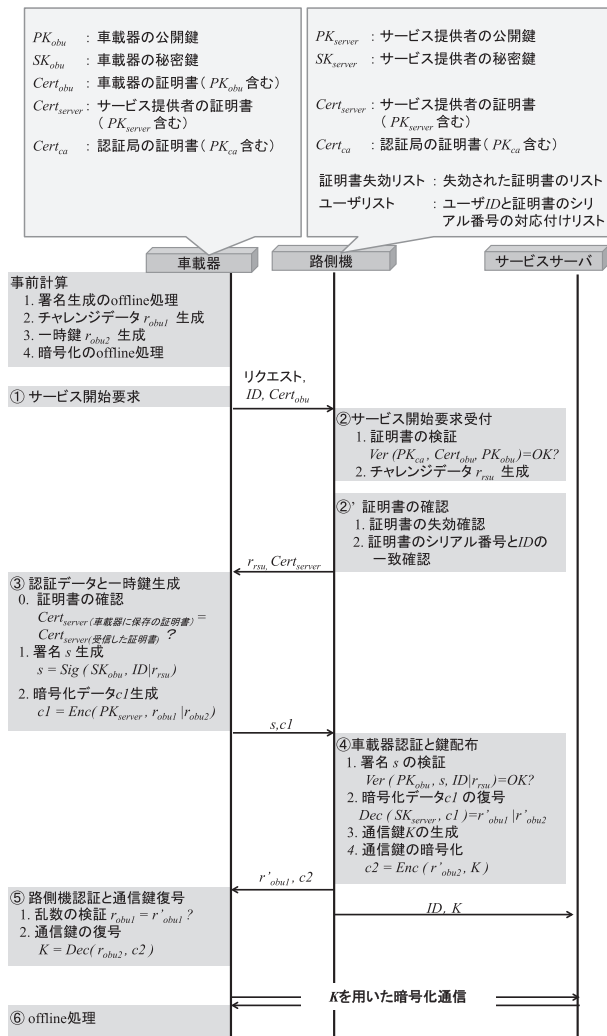 PK_obu : 車載器の公開鍵
SK_obu : 車載器の秘密鍵
Cert_obu : 車載器の証明書(PK_obu 含む)
Cert_server : サービス提供者の証明書
(PK_server 含む)
Cert_ca : 認証局の証明書(PK_ca 含む)
PK_server : サービス提供者の公開鍵
SK_server : サービス提供者の秘密鍵
Cert_server : サービス提供者の証明書
(PK_server 含む)
Cert_ca : 認証局の証明書(PK_ca 含む)
証明書失効リスト : 失効された証明書のリスト
ユーザリスト : ユーザIDと証明書のシリ
アル番号の対応付けリスト
車載器
路側機
サービスサーバ
事前計算
1. 署名生成のoffline処理
2. チャレンジデータ r_obu1 生成
3. 一時鍵 r_obu2 生成
4. 暗号化のoffline処理
① サービス開始要求
リクエスト,
ID, Cert_obu
②サービス開始要求受付
1. 証明書の検証
Ver (PK_ca, Cert_obu, PK_obu)=OK?
2. チャレンジデータ r_rsu 生成
②' 証明書の確認
1. 証明書の失効確認
2. 証明書のシリアル番号とIDの
一致確認
r_rsu, Cert_server
③ 認証データと一時鍵生成
0. 証明書の確認
Cert_server(車載器に保存の証明書) =
Cert_server(受信した証明書) ?
1. 署名 s 生成
s = Sig ( SK_obu, ID|r_rsu )
2. 暗号化データc1生成
c1 = Enc( PK_server, r_obu1 |r_obu2)
s,c1
④車載器認証と鍵配布
1. 署名 s の検証
Ver ( PK_obu, s, ID|r_rsu)=OK?
2. 暗号化データc1 の復号
Dec ( SK_server, c1 )=r'_obu1 |r'_obu2
3. 通信鍵Kの生成
4. 通信鍵の暗号化
c2 = Enc ( r'_obu2, K )
r'_obu1, c2
⑤ 路側機認証と通信鍵復号
1. 乱数の検証 r_obu1 = r'_obu1 ?
2. 通信鍵の復号
K = Dec( r_obu2, c2 )
ID, K
Kを用いた暗号化通信
⑥ offline処理